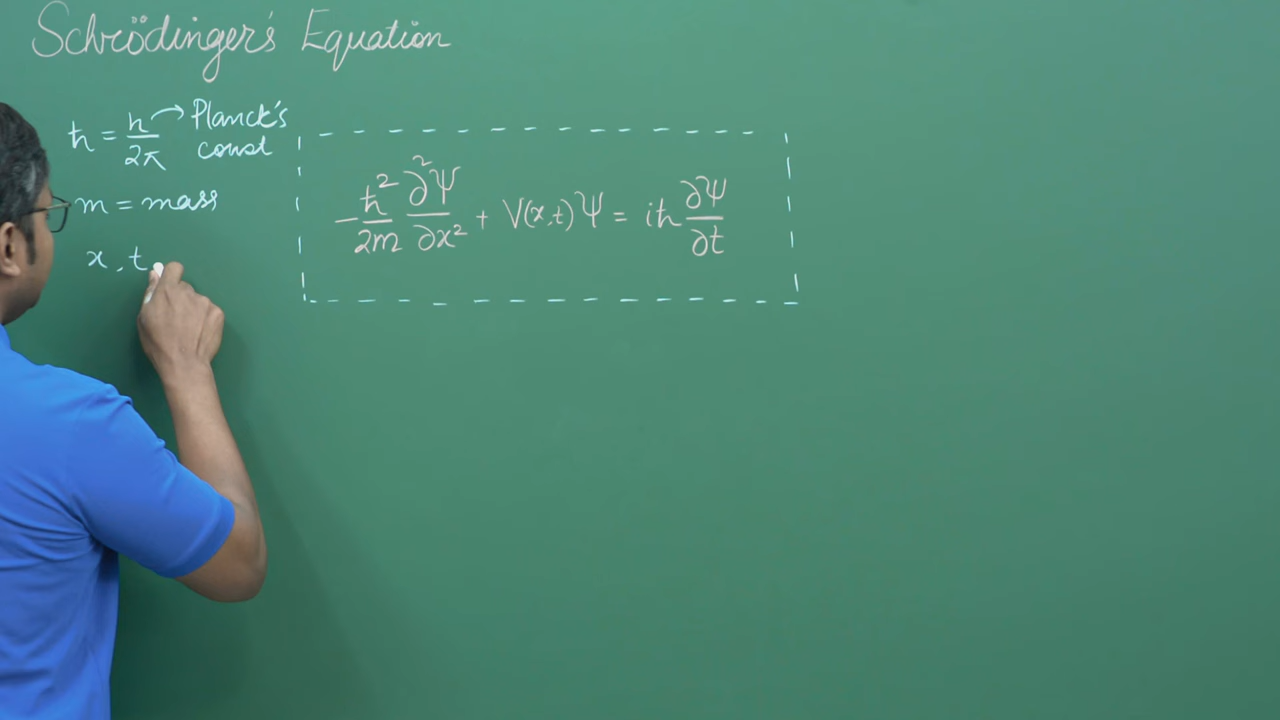 Schrödinger's Equation
ħ = h/2π → Planck's const
m = mass
x, t
-ħ²/2m ∂²Ψ/∂x² + V(x,t)Ψ = iħ ∂Ψ/∂t